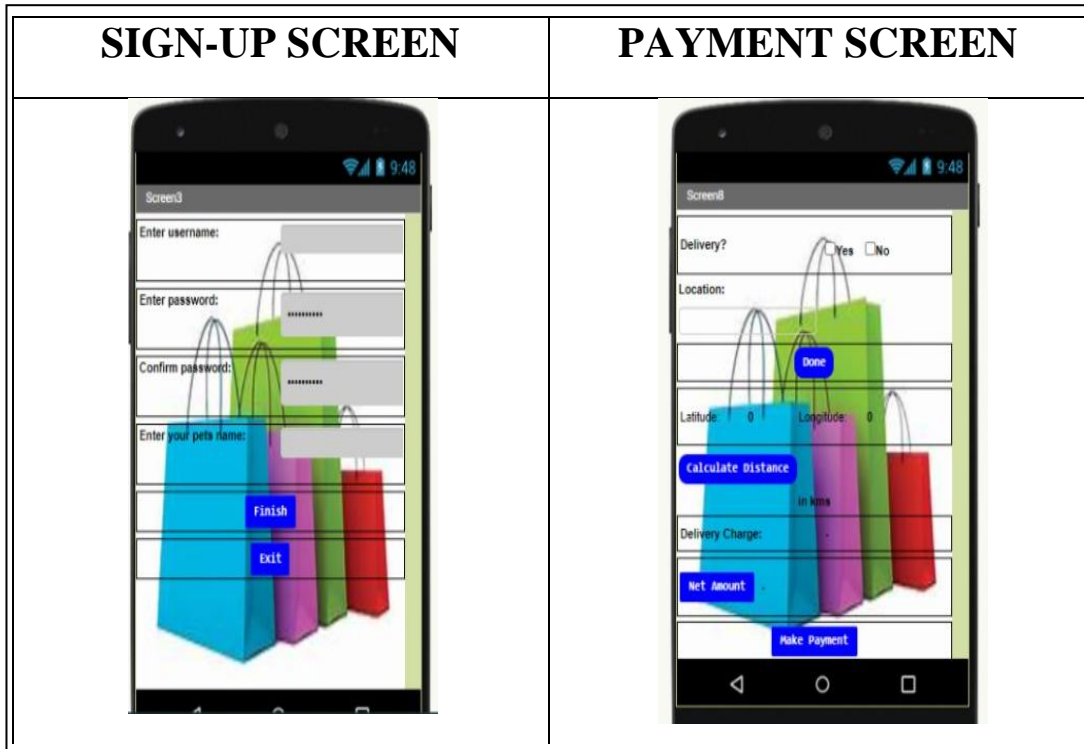 SIGN-UP SCREEN
9:48
Screen3
Enter username:
Enter password:
••••••••••
Confirm password:
••••••••••
Enter your pets name:
Finish
Exit
PAYMENT SCREEN
9:48
Screen8
Delivery? Yes No
Location:
Done
Latitude: 0 Longitude: 0
Calculate Distance
in kms
Delivery Charge: .
Net Amount .
Make Payment